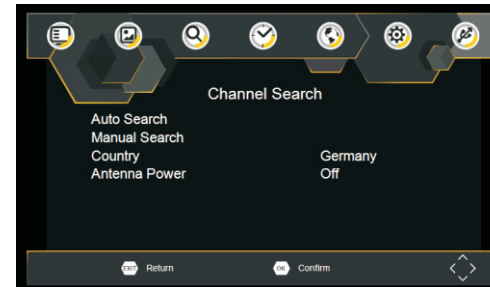 Channel Search
Auto Search
Manual Search
Country Germany
Antenna Power Off
EXIT Return OK Confirm